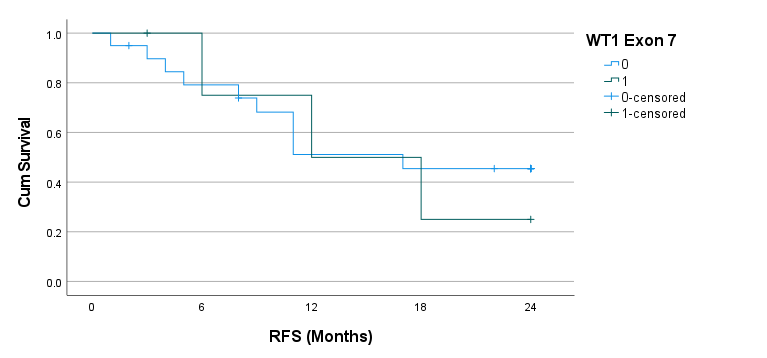 WT1 Exon 7
0
1
0-censored
1-censored
Cum Survival
1.0
0.8
0.6
0.4
0.2
0.0
0 6 12 18 24
RFS (Months)